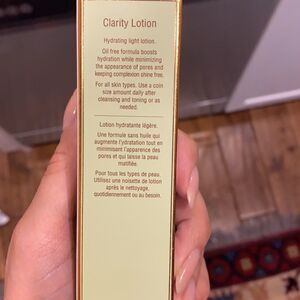 Clarity Lotion
Hydrating light lotion.
Oil free formula boosts
hydration while minimizing
the appearance of pores and
keeping complexion shine free.
For all skin types. Use a coin
size amount daily after
cleansing and toning or as
needed.
Lotion hydratante légère.
Une formule sans huile qui
augmente l'ydratation tout en
minimisant l'apparence des
pores et qui laisse la peau
matifiée.
Pour tous les types de peau.
Utilisez une noisette de lotion
après le nettoyage,
quotidiennement ou au besoin.